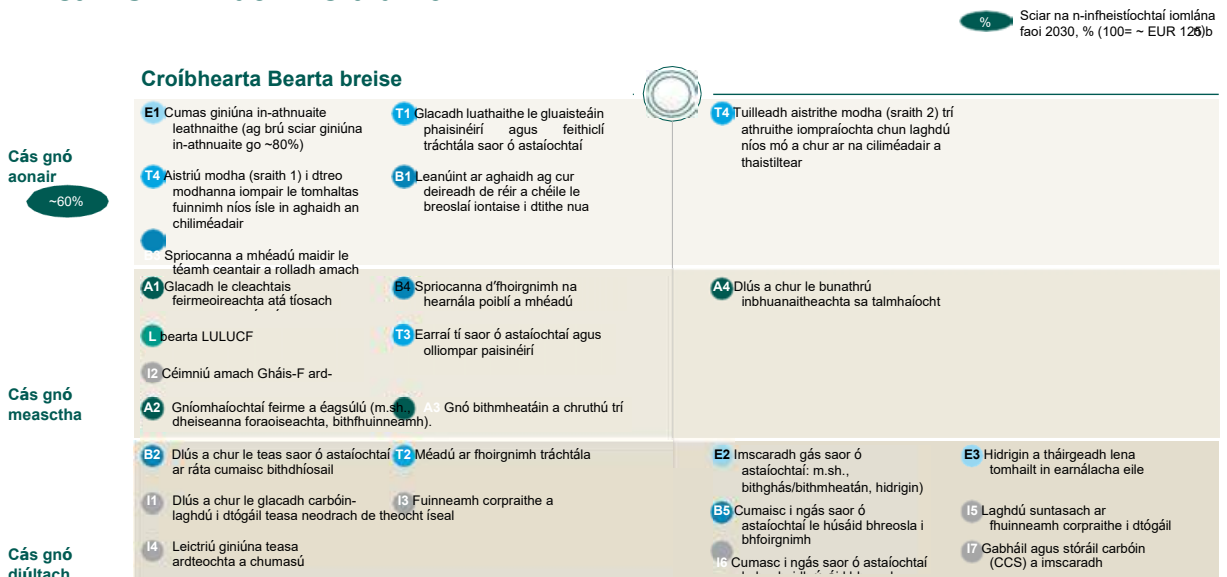 %
Sciar na n-infheistíochtaí iomlána
faoi 2030, % (100= ~ EUR
Croíbhearta Bearta breise
Cás gnó
aonair
~60%
E1 Cumas giniúna in-athnuaite
leathnaithe (ag brú sciar giniúna
in-athnuaite go ~80%)
T4 Aistriú modha (sraith 1) i dtreo
modhanna iompair le tomhaltas
fuinnimh níos ísle in aghaidh an
chiliméadair
Spriocanna a mhéadú maidir le
téamh ceantair a rolladh amach
T1 Glacadh luathaithe le gluaisteáin
phaisinéirí agus feithiclí
tráchtála saor ó astaíochtaí
B1 Leanúint ar aghaidh ag cur
deireadh de réir a chéile le
breoslaí iontaise i dtithe nua
T4 Tuilleadh aistrithe modha (sraith 2) trí
athruithe iompraíochta chun laghdú
níos mó a chur ar na ciliméadair a
thaistiltear
Cás gnó
measctha
A1 Glacadh le cleachtais
feirmeoireachta atá tíosach
L bearta LULUCF
I2 Céimniú amach Gháis-F ard-
A2 Gníomhaíochtaí feirme a éagsúlú (m.sh.,
dheiseanna foraoiseachta, bithfhuinneamh).
B4 Spriocanna d'fhoirgnimh na
hearnála poiblí a mhéadú
T3 Earraí tí saor ó astaíochtaí agus
olliompar paisinéirí
A3 Gnó bithmheatáin a chruthú trí
A4 Dlús a chur le bunathrú
inbhuanaitheachta sa talmhaíocht
Cás gnó
diúltach
B2 Dlús a chur le teas saor ó astaíochtaí
ar ráta cumaisc bithdhíosail
I1 Dlús a chur le glacadh carbóin-
laghdú i dtógáil teasa neodrach de theocht íseal
I4 Leictriú giniúna teasa
ardteochta a chumasú
T2 Méadú ar fhoirgnimh tráchtála
I3 Fuinneamh corpraithe a
E2 Imscaradh gás saor ó
astaíochtaí: m.sh.,
bithghás/bithmheatán, hidrigin)
B5 Cumaisc i ngás saor ó
astaíochtaí le húsáid bhreosla i
bhfoirgnimh
I6 Cumasc i ngás saor ó astaíochtaí
E3 Hidrigin a tháirgeadh lena
tomhailt in earnálacha eile
I5 Laghdú suntasach ar
fhuinneamh corpraithe i dtógáil
I7 Gabháil agus stóráil carbóin
(CCS) a imscaradh